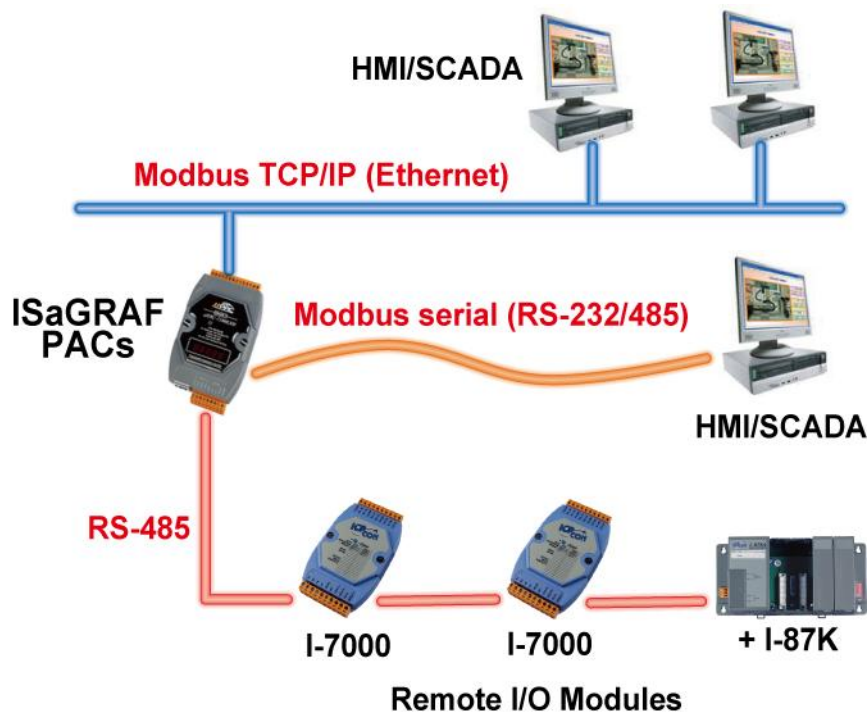 HMI/SCADA
Modbus TCP/IP (Ethernet)
ISaGRAF
PACs
Modbus serial (RS-232/485)
HMI/SCADA
RS-485
I-7000
I-7000
+ I-87K
Remote I/O Modules